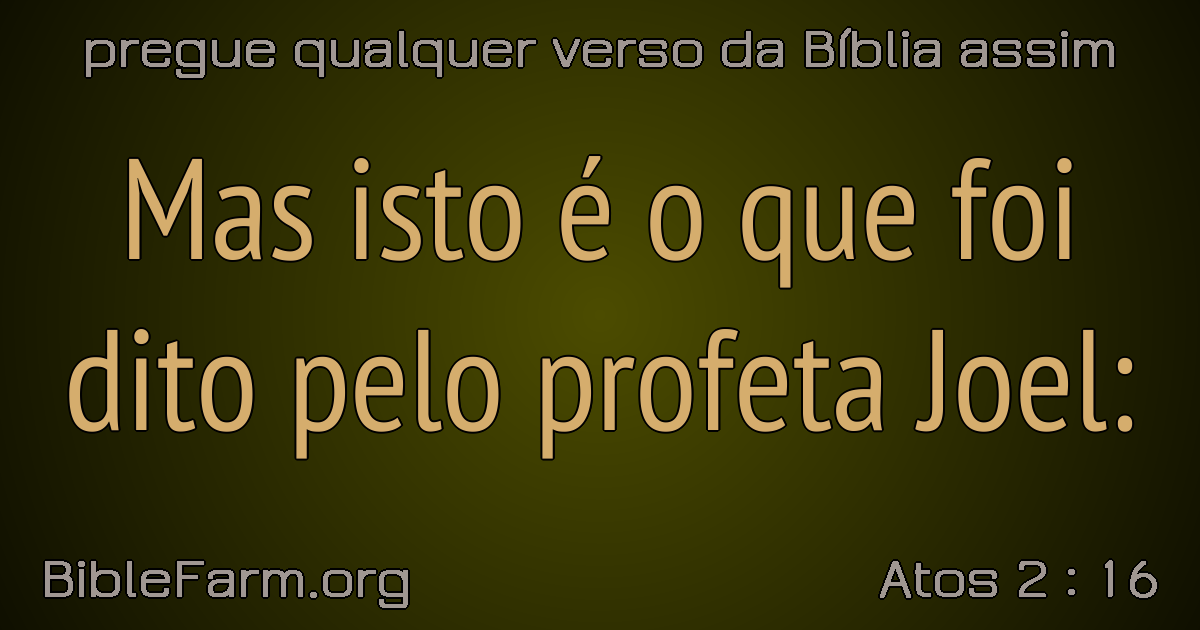 pregue qualquer verso da Bíblia assim
Mas isto é o que foi
dito pelo profeta Joel:
BibleFarm.org
Atos 2 : 16